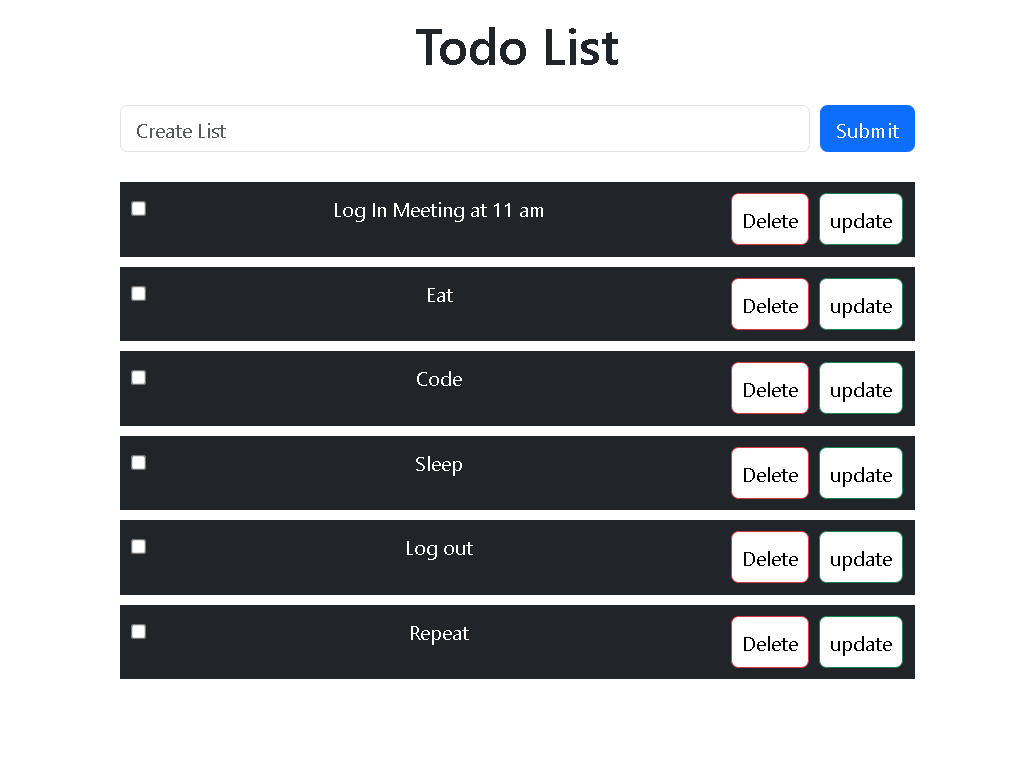 Todo List
Create List
Submit
Log In Meeting at 11 am
Delete
update
Eat
Delete
update
Code
Delete
update
Sleep
Delete
update
Log out
Delete
update
Repeat
Delete
update